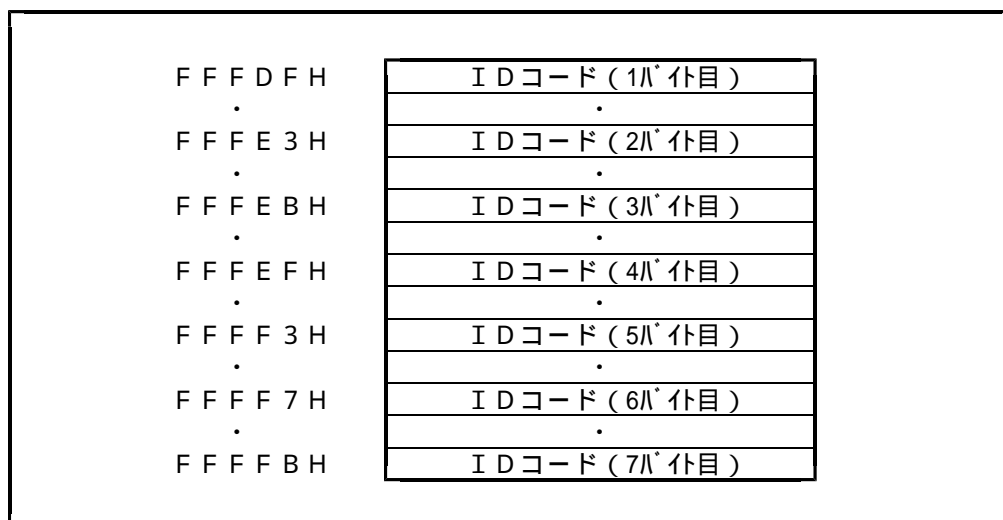 ＦＦＦＤＦＨ ＩＤコード（1ﾊﾞｲﾄ目）
・ ・
ＦＦＦＥ３Ｈ ＩＤコード（2ﾊﾞｲﾄ目）
・ ・
ＦＦＦＥＢＨ ＩＤコード（3ﾊﾞｲﾄ目）
・ ・
ＦＦＦＥＦＨ ＩＤコード（4ﾊﾞｲﾄ目）
・ ・
ＦＦＦＦ３Ｈ ＩＤコード（5ﾊﾞｲﾄ目）
・ ・
ＦＦＦＦ７Ｈ ＩＤコード（6ﾊﾞｲﾄ目）
・ ・
ＦＦＦＦＢＨ ＩＤコード（7ﾊﾞｲﾄ目）